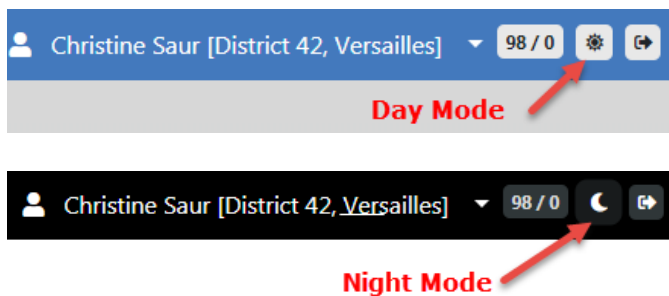 Christine Saur [District 42, Versailles] 98 / 0
Day Mode
Christine Saur [District 42, Versailles] 98 / 0
Night Mode